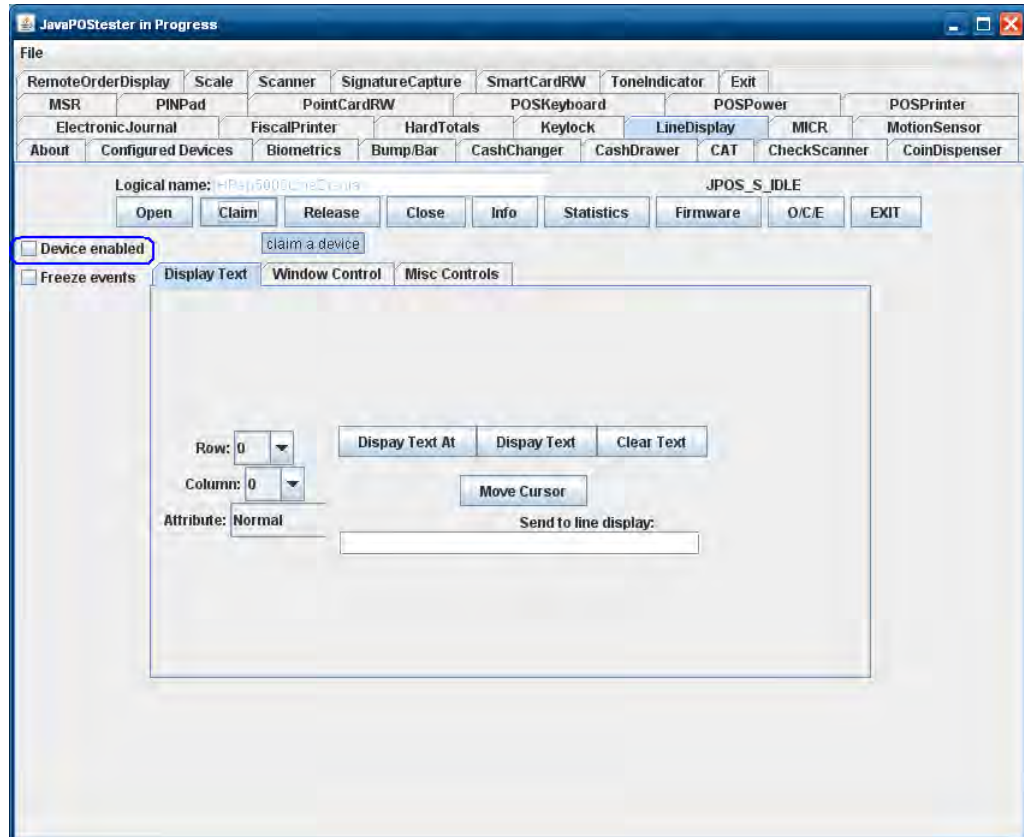 JavaPOStester in Progress
File
RemoteOrderDisplay Scale Scanner SignatureCapture SmartCardRW ToneIndicator Exit
MSR PINPad PointCardRW POSKeyboard POSPower POSPrinter
ElectronicJournal FiscalPrinter HardTotals Keylock LineDisplay MICR MotionSensor
About Configured Devices Biometrics Bump/Bar CashChanger CashDrawer CAT CheckScanner CoinDispenser
Logical name: JPOS_S_IDLE
Open Claim Release Close Info Statistics Firmware O/C/E EXIT
Device enabled claim a device
Freeze events Display Text Window Control Misc Controls
Row: 0 Dispay Text At Dispay Text Clear Text
Column: 0 Move Cursor
Attribute: Normal Send to line display: